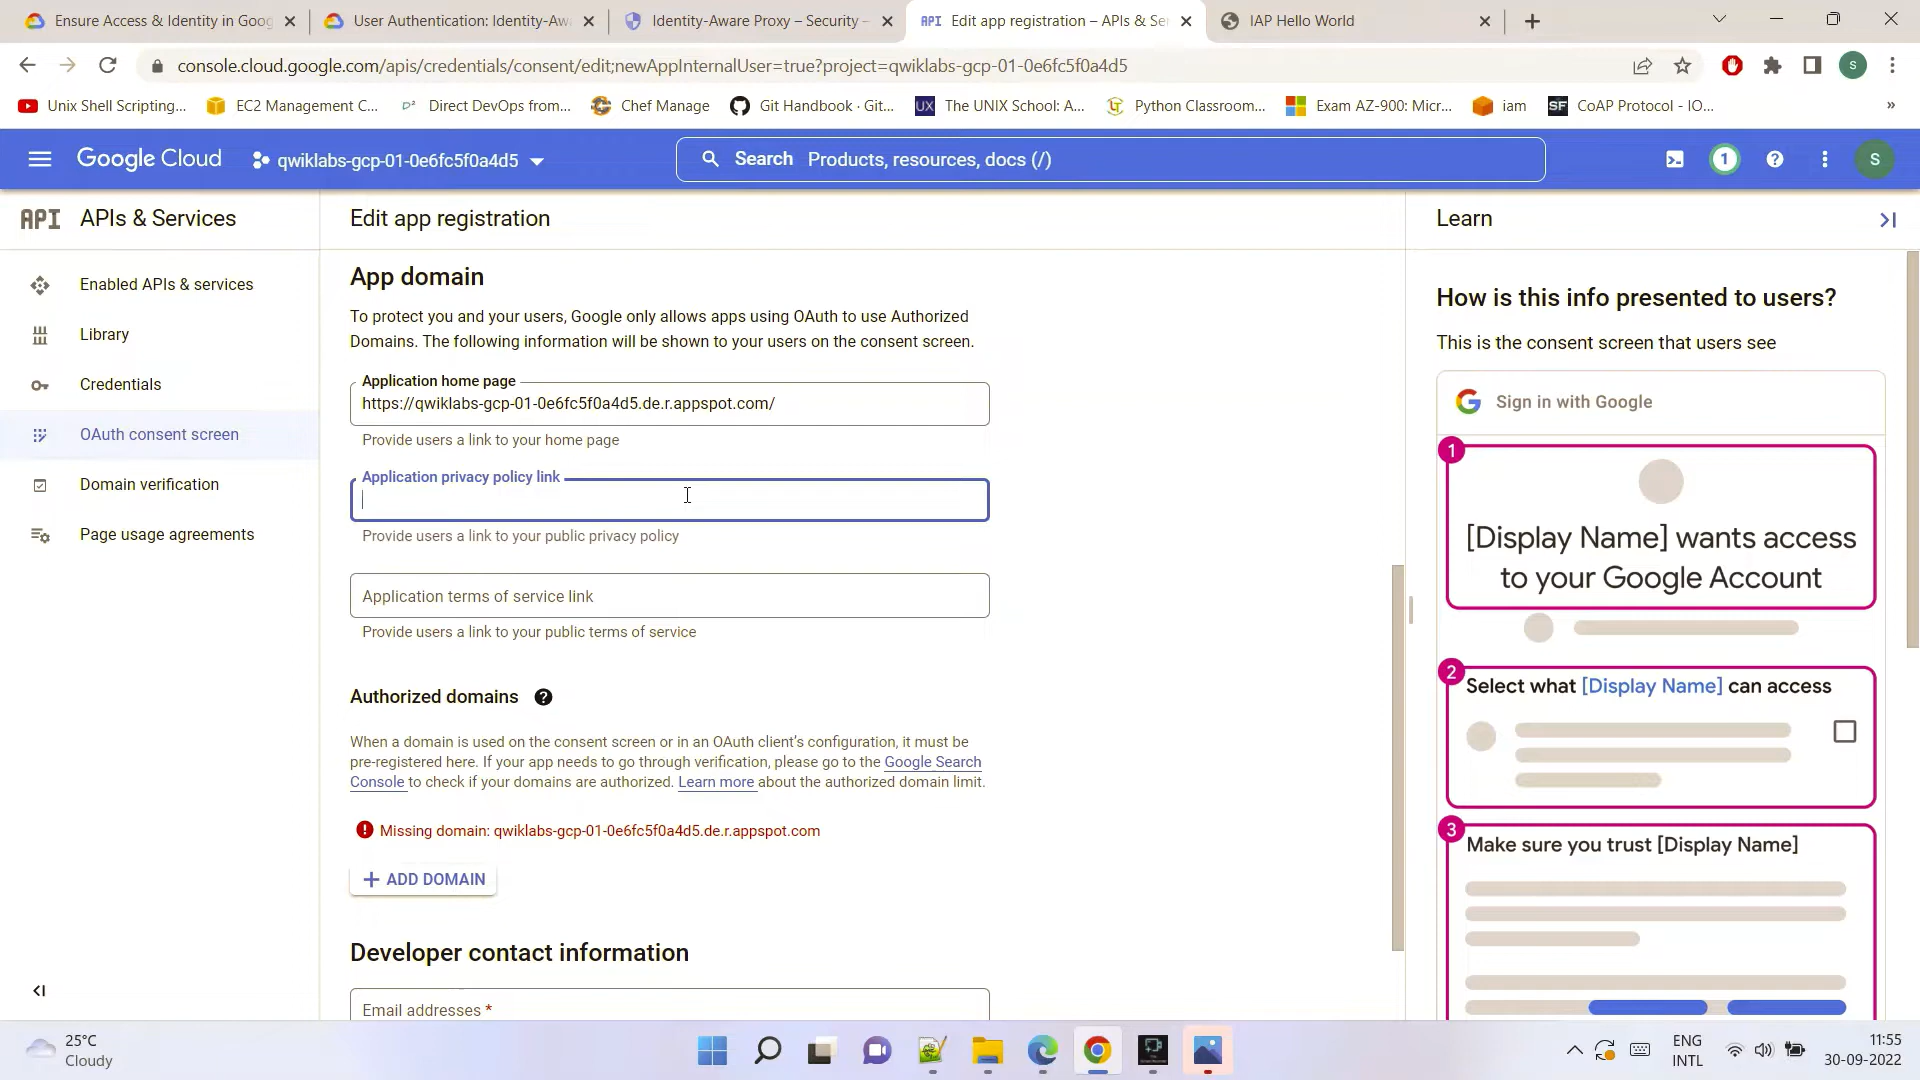 Ensure Access & Identity in Goog
User Authentication: Identity-Aw
Identity-Aware Proxy – Security –
API Edit app registration – APIs & Se
IAP Hello World
console.cloud.google.com/apis/credentials/consent/edit;newAppInternalUser=true?project=qwiklabs-gcp-01-0e6fc5f0a4d5
S
Unix Shell Scripting...
EC2 Management C...
Direct DevOps from...
Chef Manage
Git Handbook · Git...
UX The UNIX School: A...
Python Classroom...
Exam AZ-900: Micr...
iam
SF CoAP Protocol - IO...
»
Google Cloud
qwiklabs-gcp-01-0e6fc5f0a4d5
Search Products, resources, docs (/)
1
S
API APIs & Services
Enabled APIs & services
Library
Credentials
OAuth consent screen
Domain verification
Page usage agreements
Edit app registration
App domain
To protect you and your users, Google only allows apps using OAuth to use Authorized
Domains. The following information will be shown to your users on the consent screen.
Application home page
https://qwiklabs-gcp-01-0e6fc5f0a4d5.de.r.appspot.com/
Provide users a link to your home page
Application privacy policy link
Provide users a link to your public privacy policy
Application terms of service link
Provide users a link to your public terms of service
Authorized domains
When a domain is used on the consent screen or in an OAuth client's configuration, it must be
pre-registered here. If your app needs to go through verification, please go to the Google Search
Console to check if your domains are authorized. Learn more about the authorized domain limit.
Missing domain: qwiklabs-gcp-01-0e6fc5f0a4d5.de.r.appspot.com
+ ADD DOMAIN
Developer contact information
Email addresses *
Learn
How is this info presented to users?
This is the consent screen that users see
G Sign in with Google
1
[Display Name] wants access
to your Google Account
2
Select what [Display Name] can access
3
Make sure you trust [Display Name]
25°C
Cloudy
ENG
INTL
11:55
30-09-2022